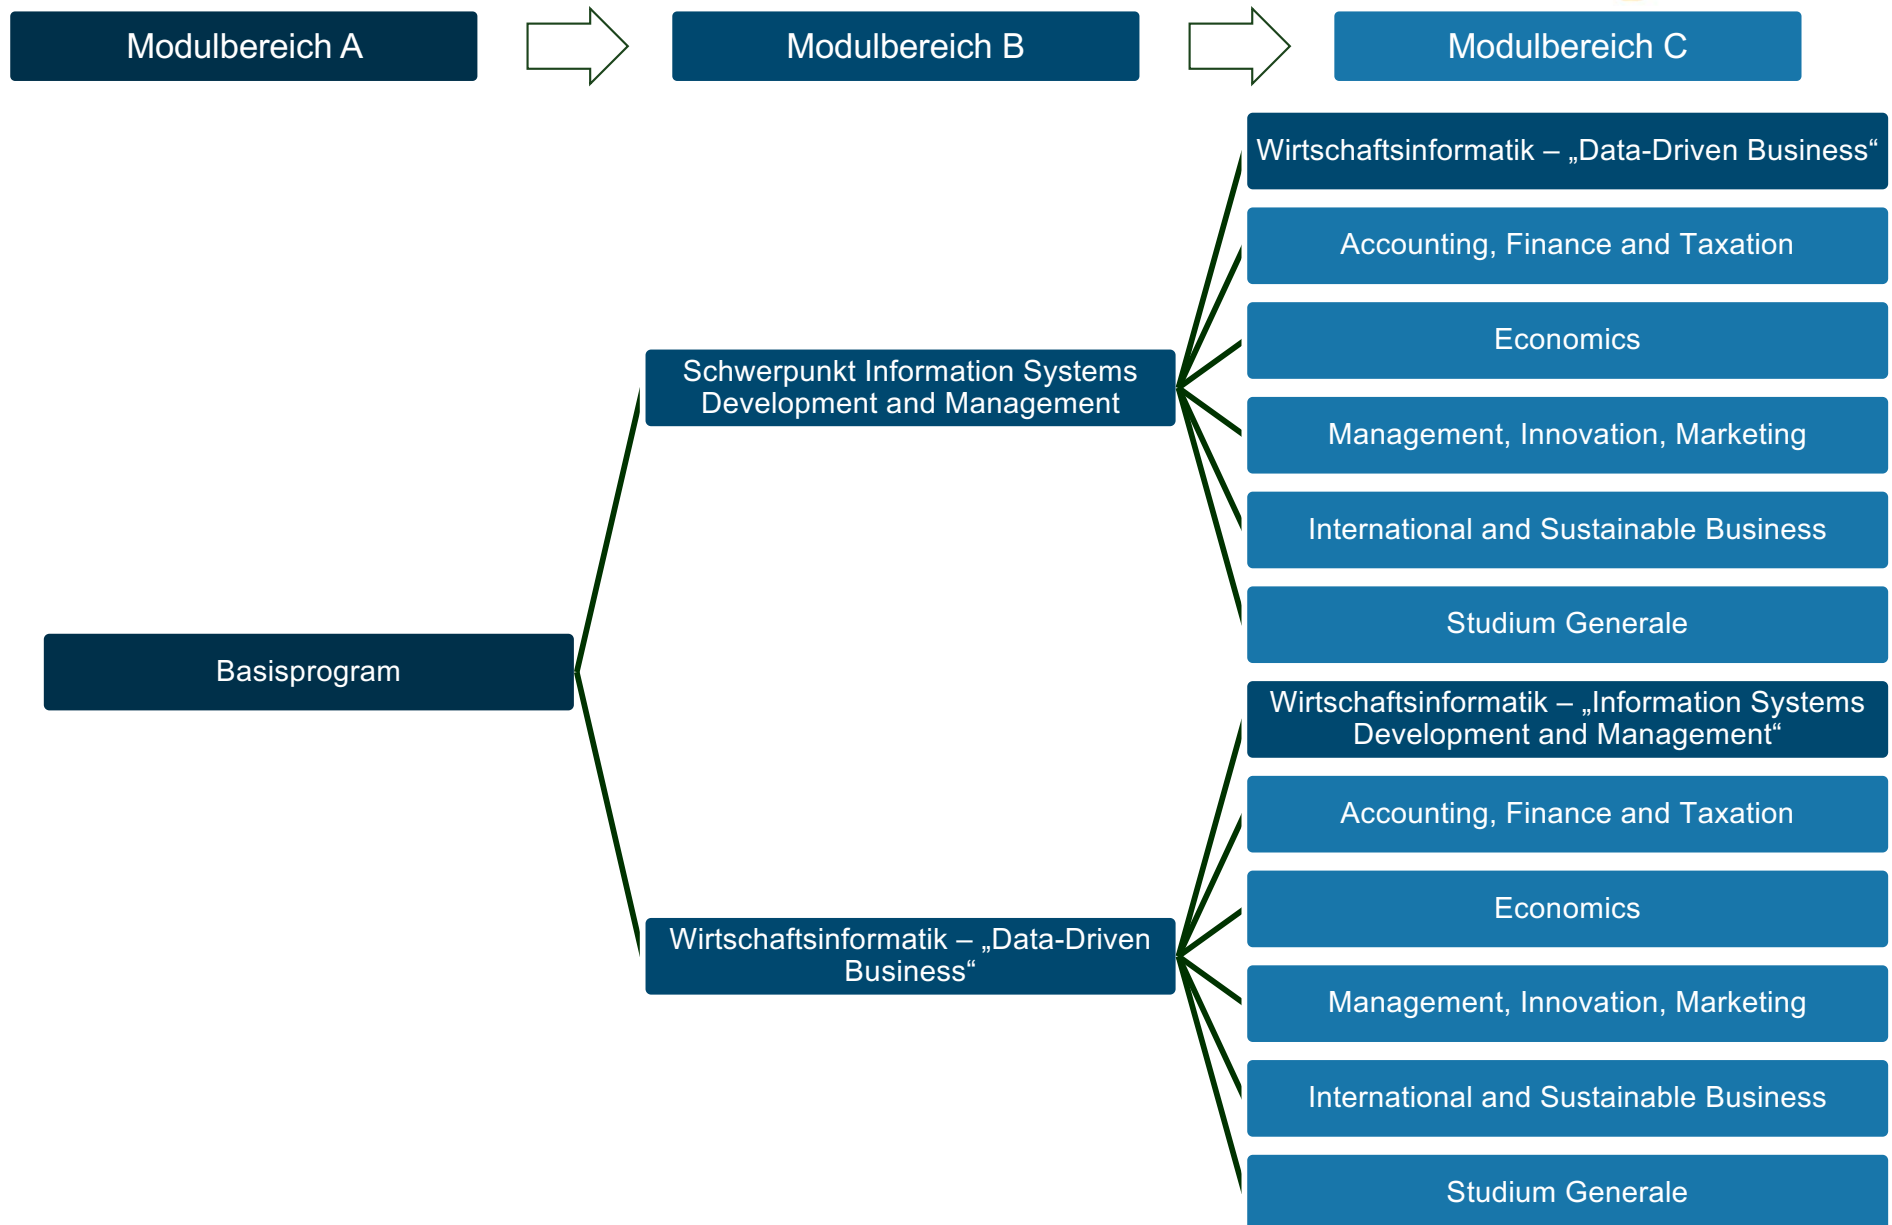 Modulbereich A
Modulbereich B
Modulbereich C
Basisprogram
Schwerpunkt Information Systems
Development and Management
Wirtschaftsinformatik – „Data-Driven Business“
Accounting, Finance and Taxation
Economics
Management, Innovation, Marketing
International and Sustainable Business
Studium Generale
Wirtschaftsinformatik – „Data-Driven
Business“
Wirtschaftsinformatik – „Information Systems
Development and Management“
Accounting, Finance and Taxation
Economics
Management, Innovation, Marketing
International and Sustainable Business
Studium Generale